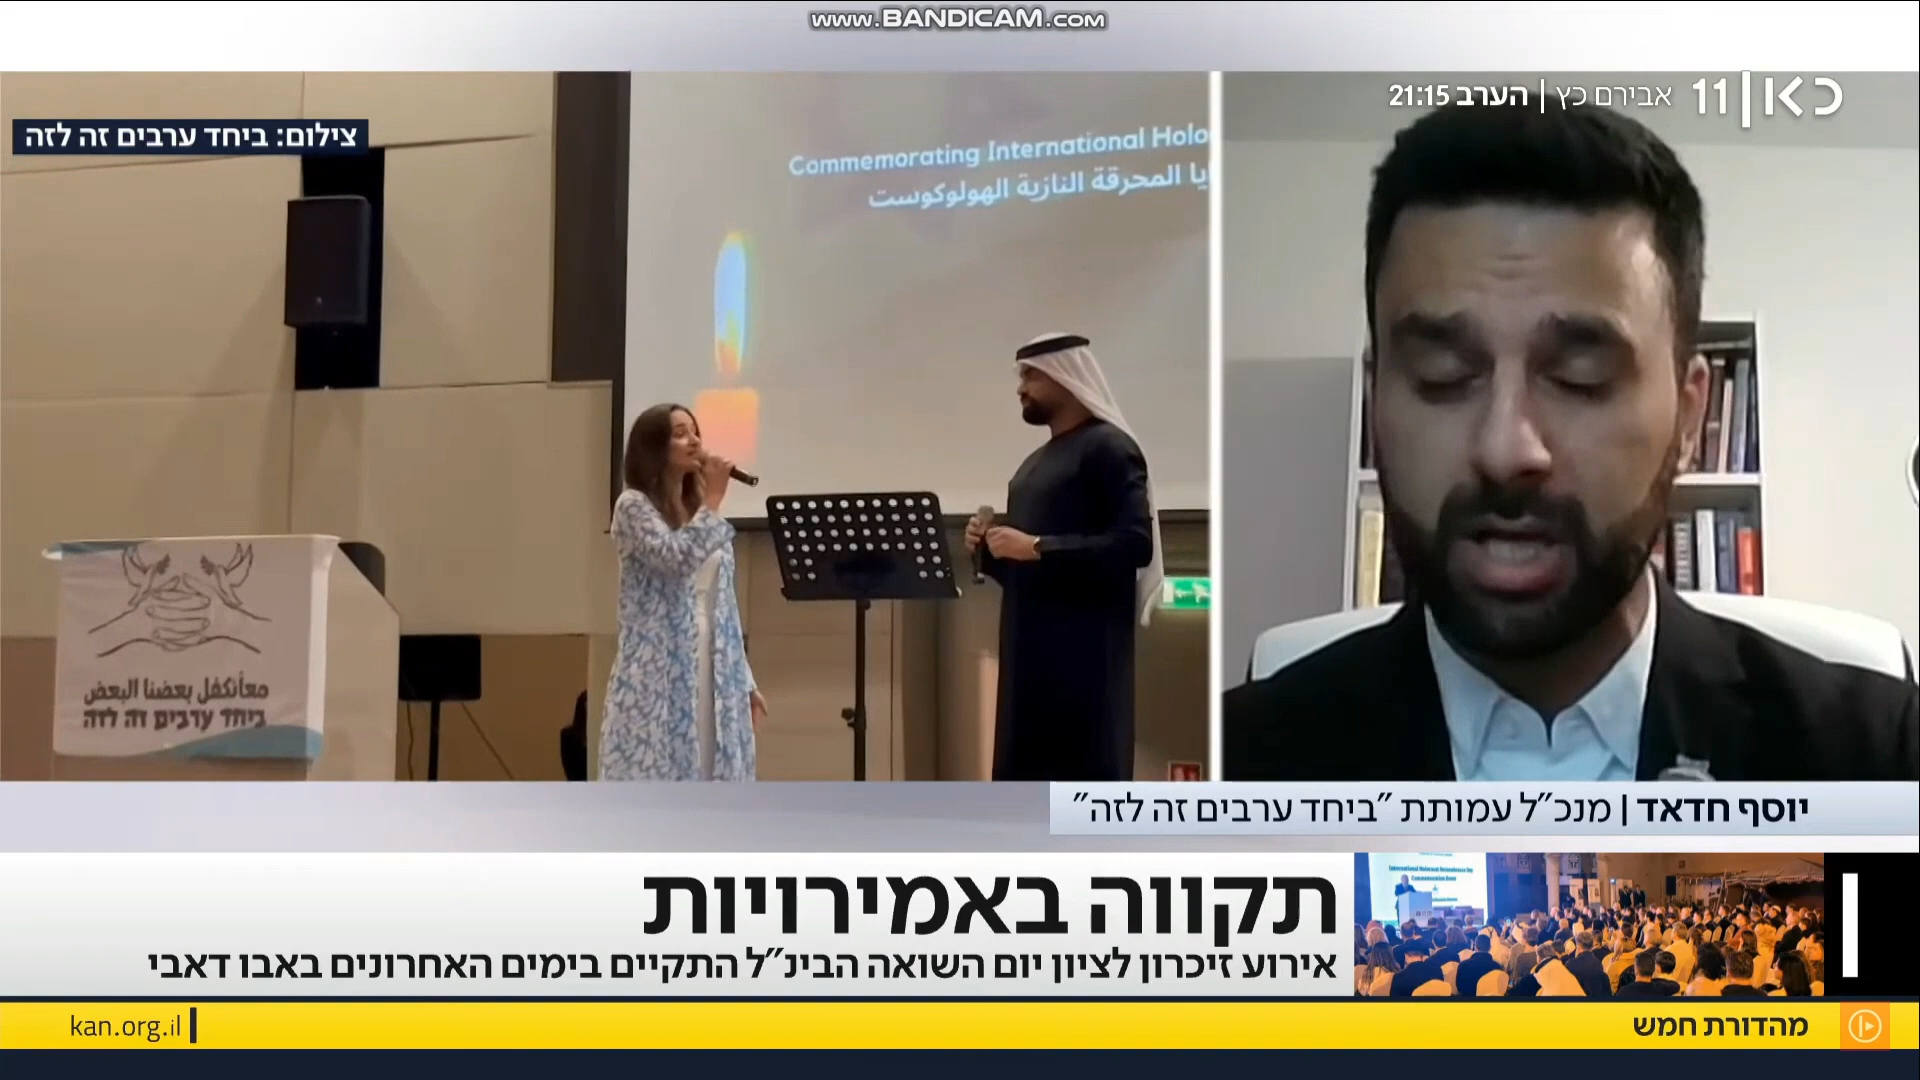 www.BANDICAM.com
כאן 11
אבירם כץ | הערב 21:15
צילום: ביחד ערבים זה לזה
Commemorating International Holo
يا المحرقة النازية الهولوكوست
معاً نكفل بعضنا البعض
ביחד ערבים זה לזה
יוסף חדאד | מנכ"ל עמותת "ביחד ערבים זה לזה"
תקווה באמירויות
אירוע זיכרון לציון יום השואה הבינ"ל התקיים בימים האחרונים באבו דאבי
מהדורת חמש
kan.org.il